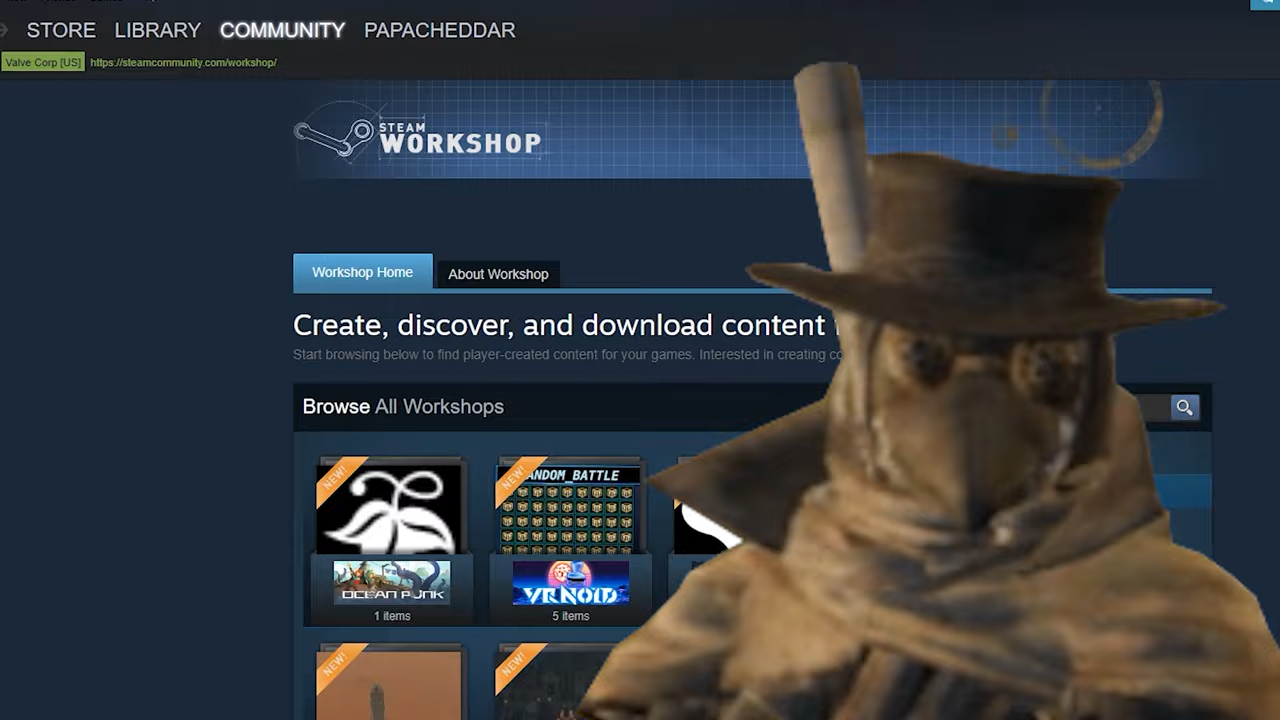 STORE LIBRARY COMMUNITY PAPACHEDDAR
Valve Corp [US] https://steamcommunity.com/workshop/
STEAM
WORKSHOP
Workshop Home About Workshop
Create, discover, and download content
Start browsing below to find player-created content for your games. Interested in creating
Browse All Workshops
NEW! NEW!
ANDOM_BATTLE
OCEAN PUNK VRNOID
1 items 5 items
NEW! NEW!